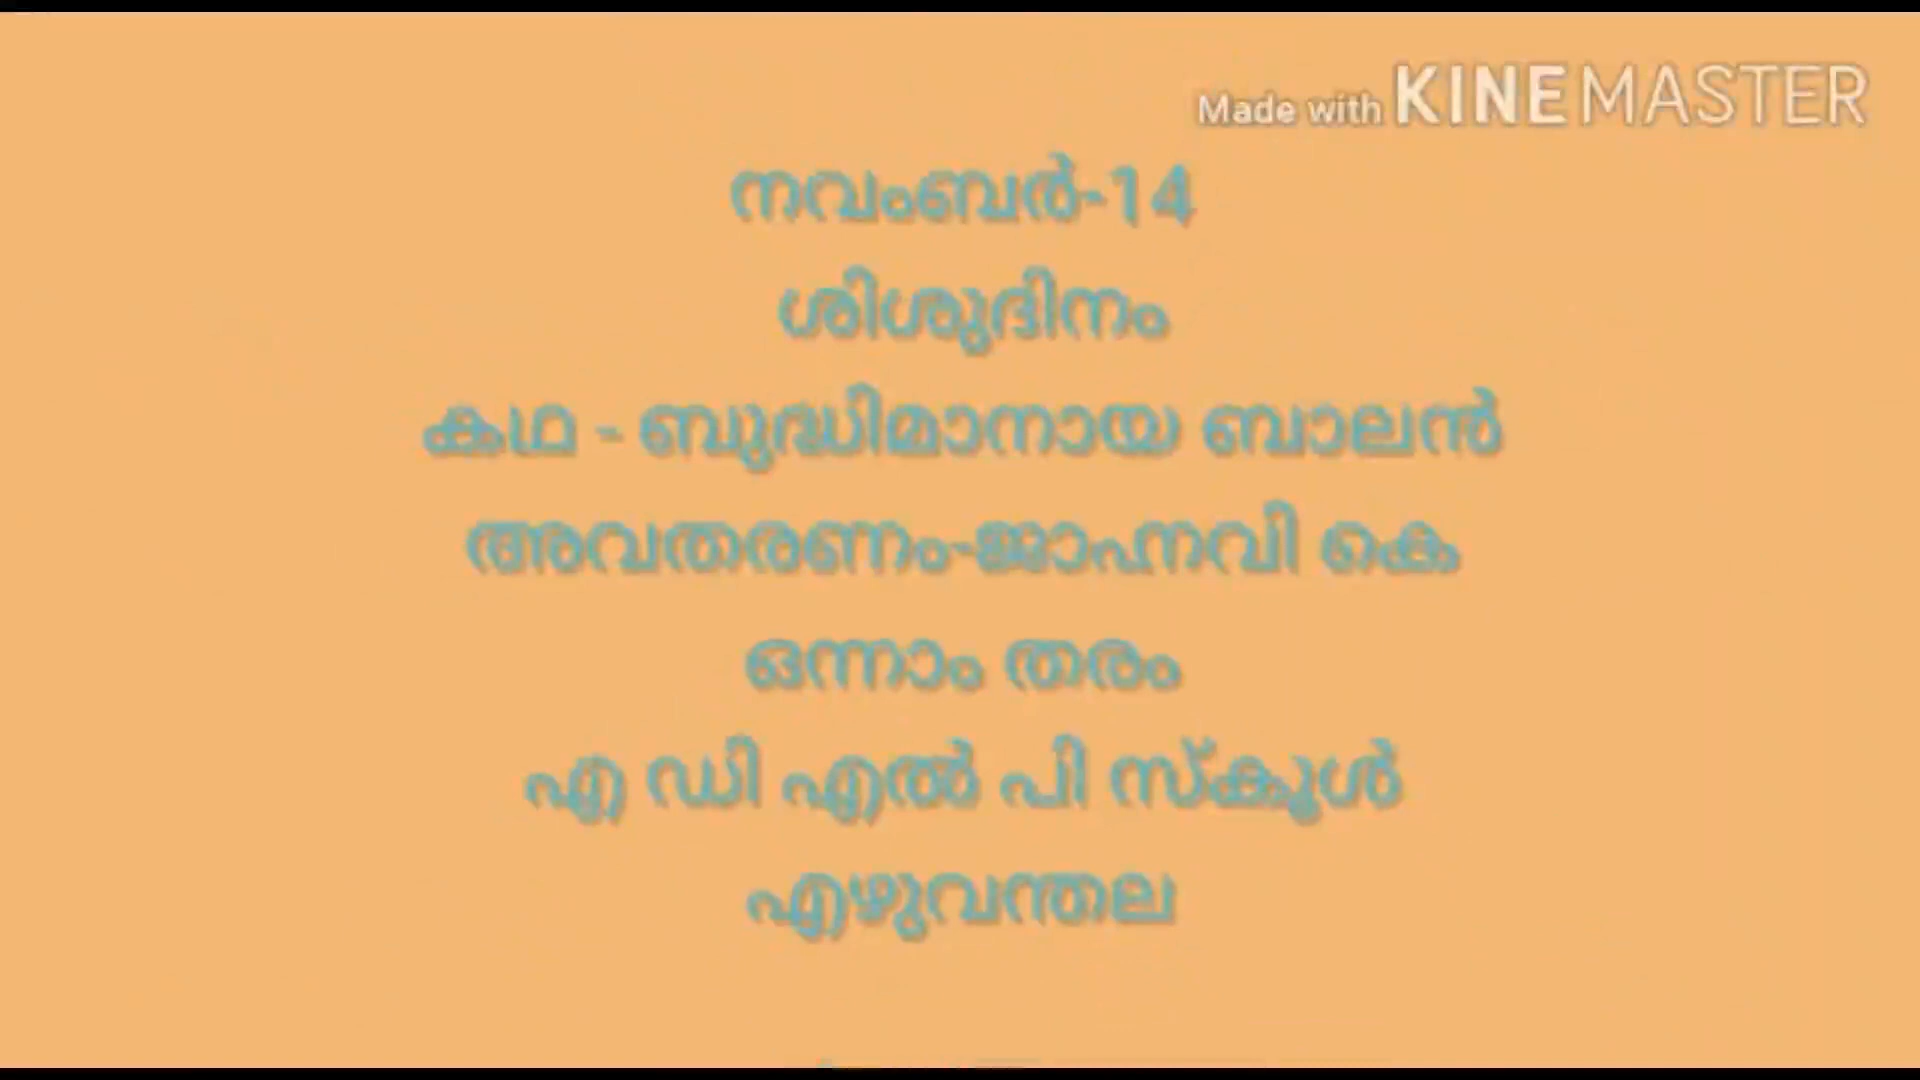 Made with KINEMASTER
നവംബർ-14
ശിശുദിനം
കഥ - ബുദ്ധിമാനായ ബാലൻ
അവതരണം-ജാഹ്നവി കെ
ഒന്നാം തരം
എ ഡി എൽ പി സ്കൂൾ
എഴുവന്തല